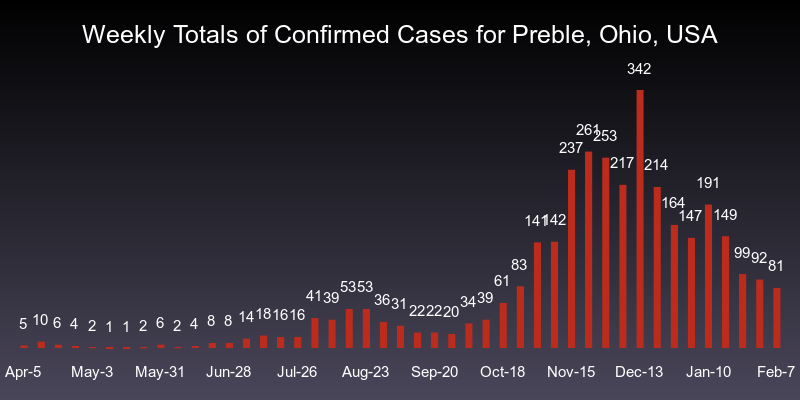 Weekly Totals of Confirmed Cases for Preble, Ohio, USA
5 10 6 4 2 1 1 2 6 2 4 8 8 14 18 16 16 41 39 53 53 36 31 22 22 20 34 39 61 83 141 142 237 261 253 217 342 214 164 147 191 149 99 92 81
Apr-5 May-3 May-31 Jun-28 Jul-26 Aug-23 Sep-20 Oct-18 Nov-15 Dec-13 Jan-10 Feb-7